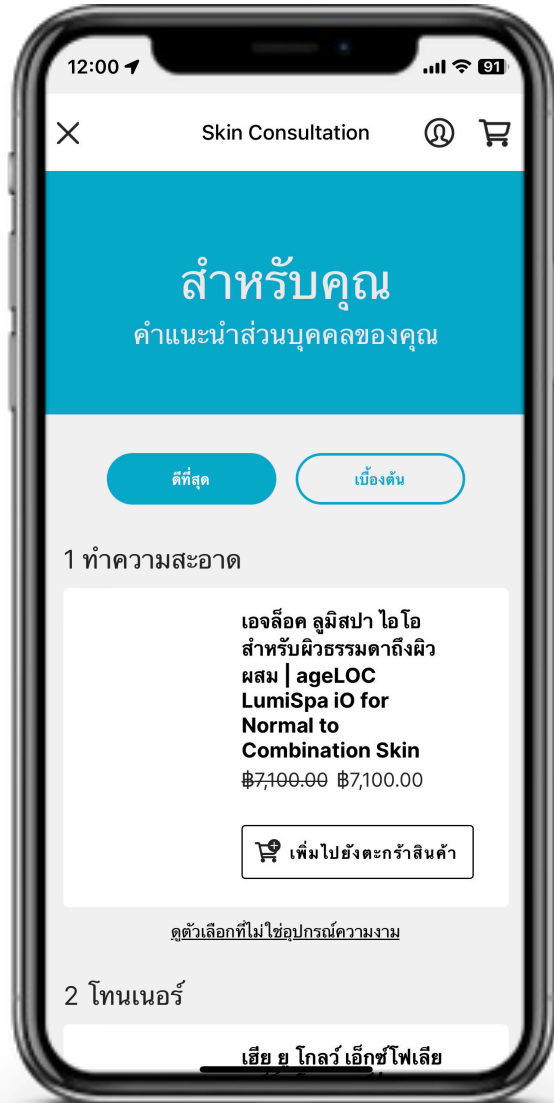 12:00
91
Skin Consultation
สำหรับคุณ
คำแนะนำส่วนบุคคลของคุณ
ดีที่สุด
เบื้องต้น
1 ทำความสะอาด
เอจล็อค ลูมิสปา ไอโอ
สำหรับผิวธรรมดาถึงผิว
ผสม | ageLOC
LumiSpa iO for
Normal to
Combination Skin
฿7,100.00 ฿7,100.00
เพิ่มไปยังตะกร้าสินค้า
ดูตัวเลือกที่ไม่ใช่อุปกรณ์ความงาม
2 โทนเนอร์
เฮีย ยู โกลว์ เอ็กซ์โฟเลีย